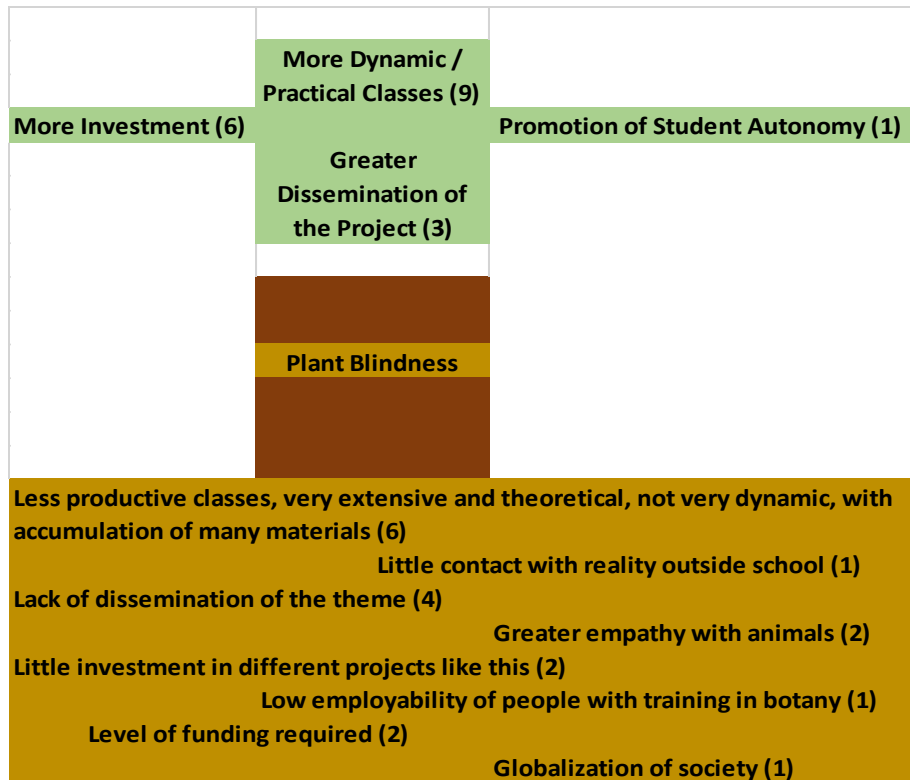 More Dynamic /
Practical Classes (9)
More Investment (6)
Promotion of Student Autonomy (1)
Greater
Dissemination of
the Project (3)
Plant Blindness
Less productive classes, very extensive and theoretical, not very dynamic, with
accumulation of many materials (6)
Little contact with reality outside school (1)
Lack of dissemination of the theme (4)
Greater empathy with animals (2)
Little investment in different projects like this (2)
Low employability of people with training in botany (1)
Level of funding required (2)
Globalization of society (1)